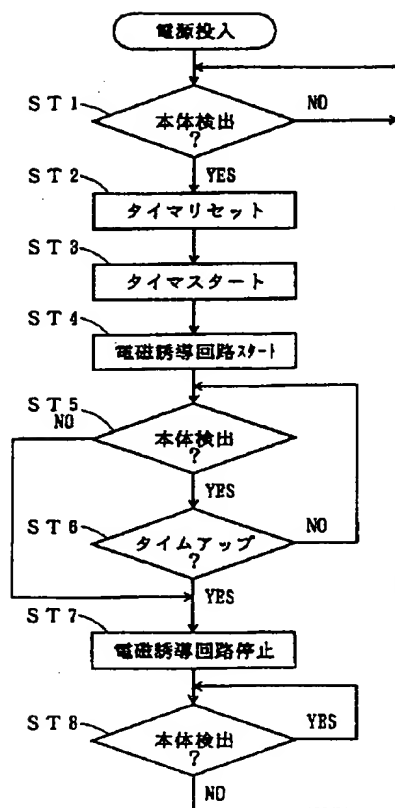 電源投入
ST1
本体検出
?
NO
YES
ST2
タイマリセット
ST3
タイマスタート
ST4
電磁誘導回路スタート
ST5
NO
本体検出
?
YES
ST6
タイムアップ
?
NO
YES
ST7
電磁誘導回路停止
ST8
本体検出
?
YES
NO